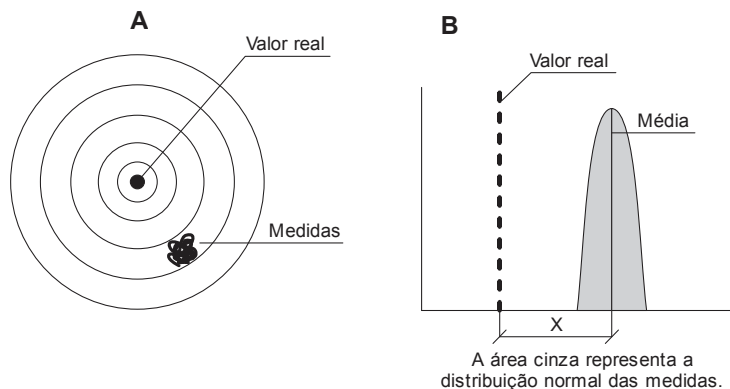 A
Valor real
Medidas
B
Valor real
Média
X
A área cinza representa a
distribuição normal das medidas.